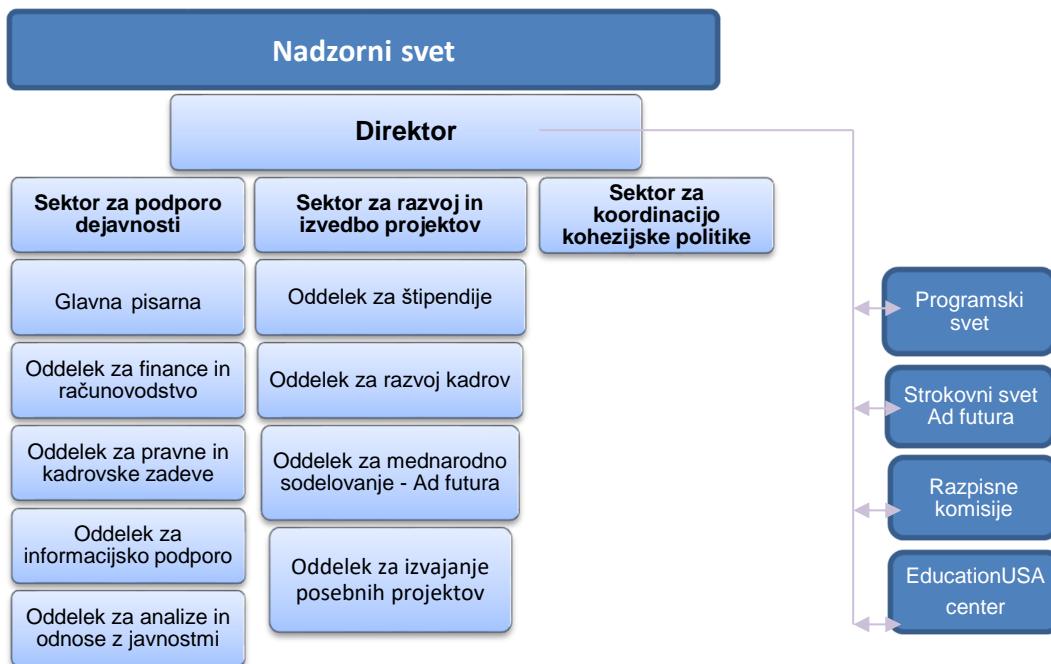 Nadzorni svet
Direktor
Sektor za podporo
dejavnosti
Sektor za razvoj in
izvedbo projektov
Sektor za
koordinacijo
kohezijske politike
Glavna pisarna
Oddelek za finance in
računovodstvo
Oddelek za pravne in
kadrovske zadeve
Oddelek za
informacijsko podporo
Oddelek za analize in
odnose z javnostmi
Oddelek za štipendije
Oddelek za razvoj kadrov
Oddelek za mednarodno
sodelovanje - Ad futura
Oddelek za izvajanje
posebnih projektov
Programski
svet
Strokovni svet
Ad futura
Razpisne
komisije
EducationUSA
center